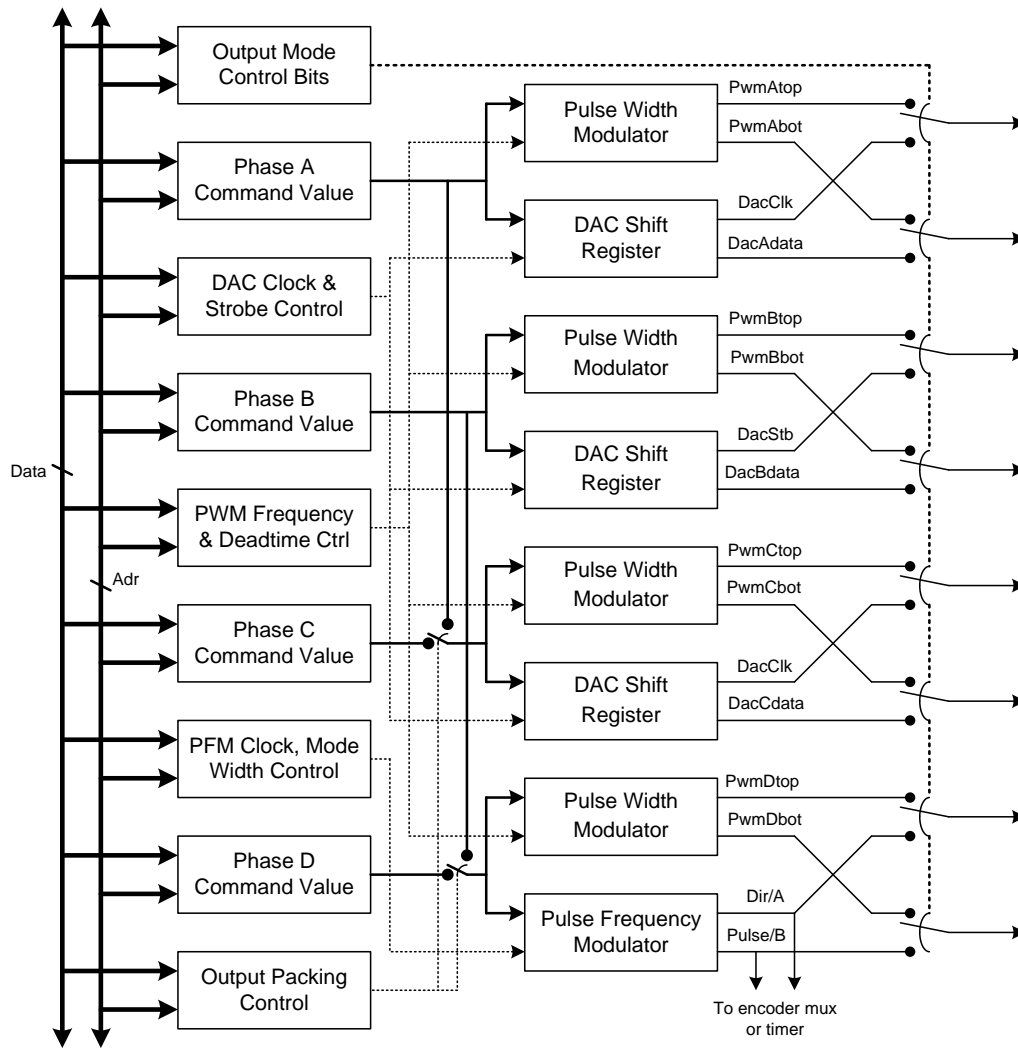 Output Mode
Control Bits
Phase A
Command Value
DAC Clock &
Strobe Control
Phase B
Command Value
Data
PWM Frequency
& Deadtime Ctrl
Adr
Phase C
Command Value
PFM Clock, Mode
Width Control
Phase D
Command Value
Output Packing
Control
Pulse Width
Modulator
DAC Shift
Register
Pulse Width
Modulator
DAC Shift
Register
Pulse Width
Modulator
DAC Shift
Register
Pulse Width
Modulator
Pulse Frequency
Modulator
PwmAtop
PwmAbot
DacClk
DacAdata
PwmBtop
PwmBbot
DacStb
DacBdata
PwmCtop
PwmCbot
DacClk
DacCdata
PwmDtop
PwmDbot
Dir/A
Pulse/B
To encoder mux
or timer